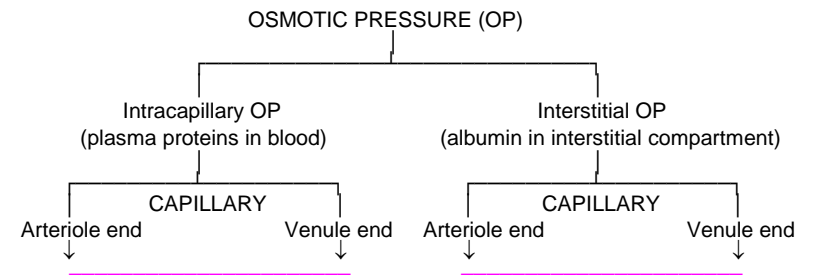 OSMOTIC PRESSURE (OP)
Intracapillary OP Interstitial OP
(plasma proteins in blood) (albumin in interstitial compartment)
CAPILLARY CAPILLARY
Arteriole end Venule end Arteriole end Venule end